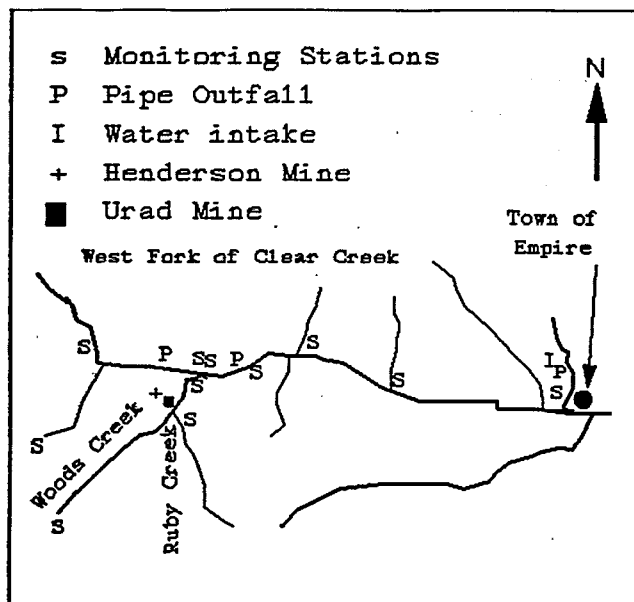 S Monitoring Stations
P Pipe Outfall
I Water intake
+ Henderson Mine
■ Urad Mine
N
Town of
Empire
West Fork of Clear Creek
S
P
S
S
S
P
S
S
S
S
I
P
S
+
S
S
Woods Creek
Ruby Creek
S